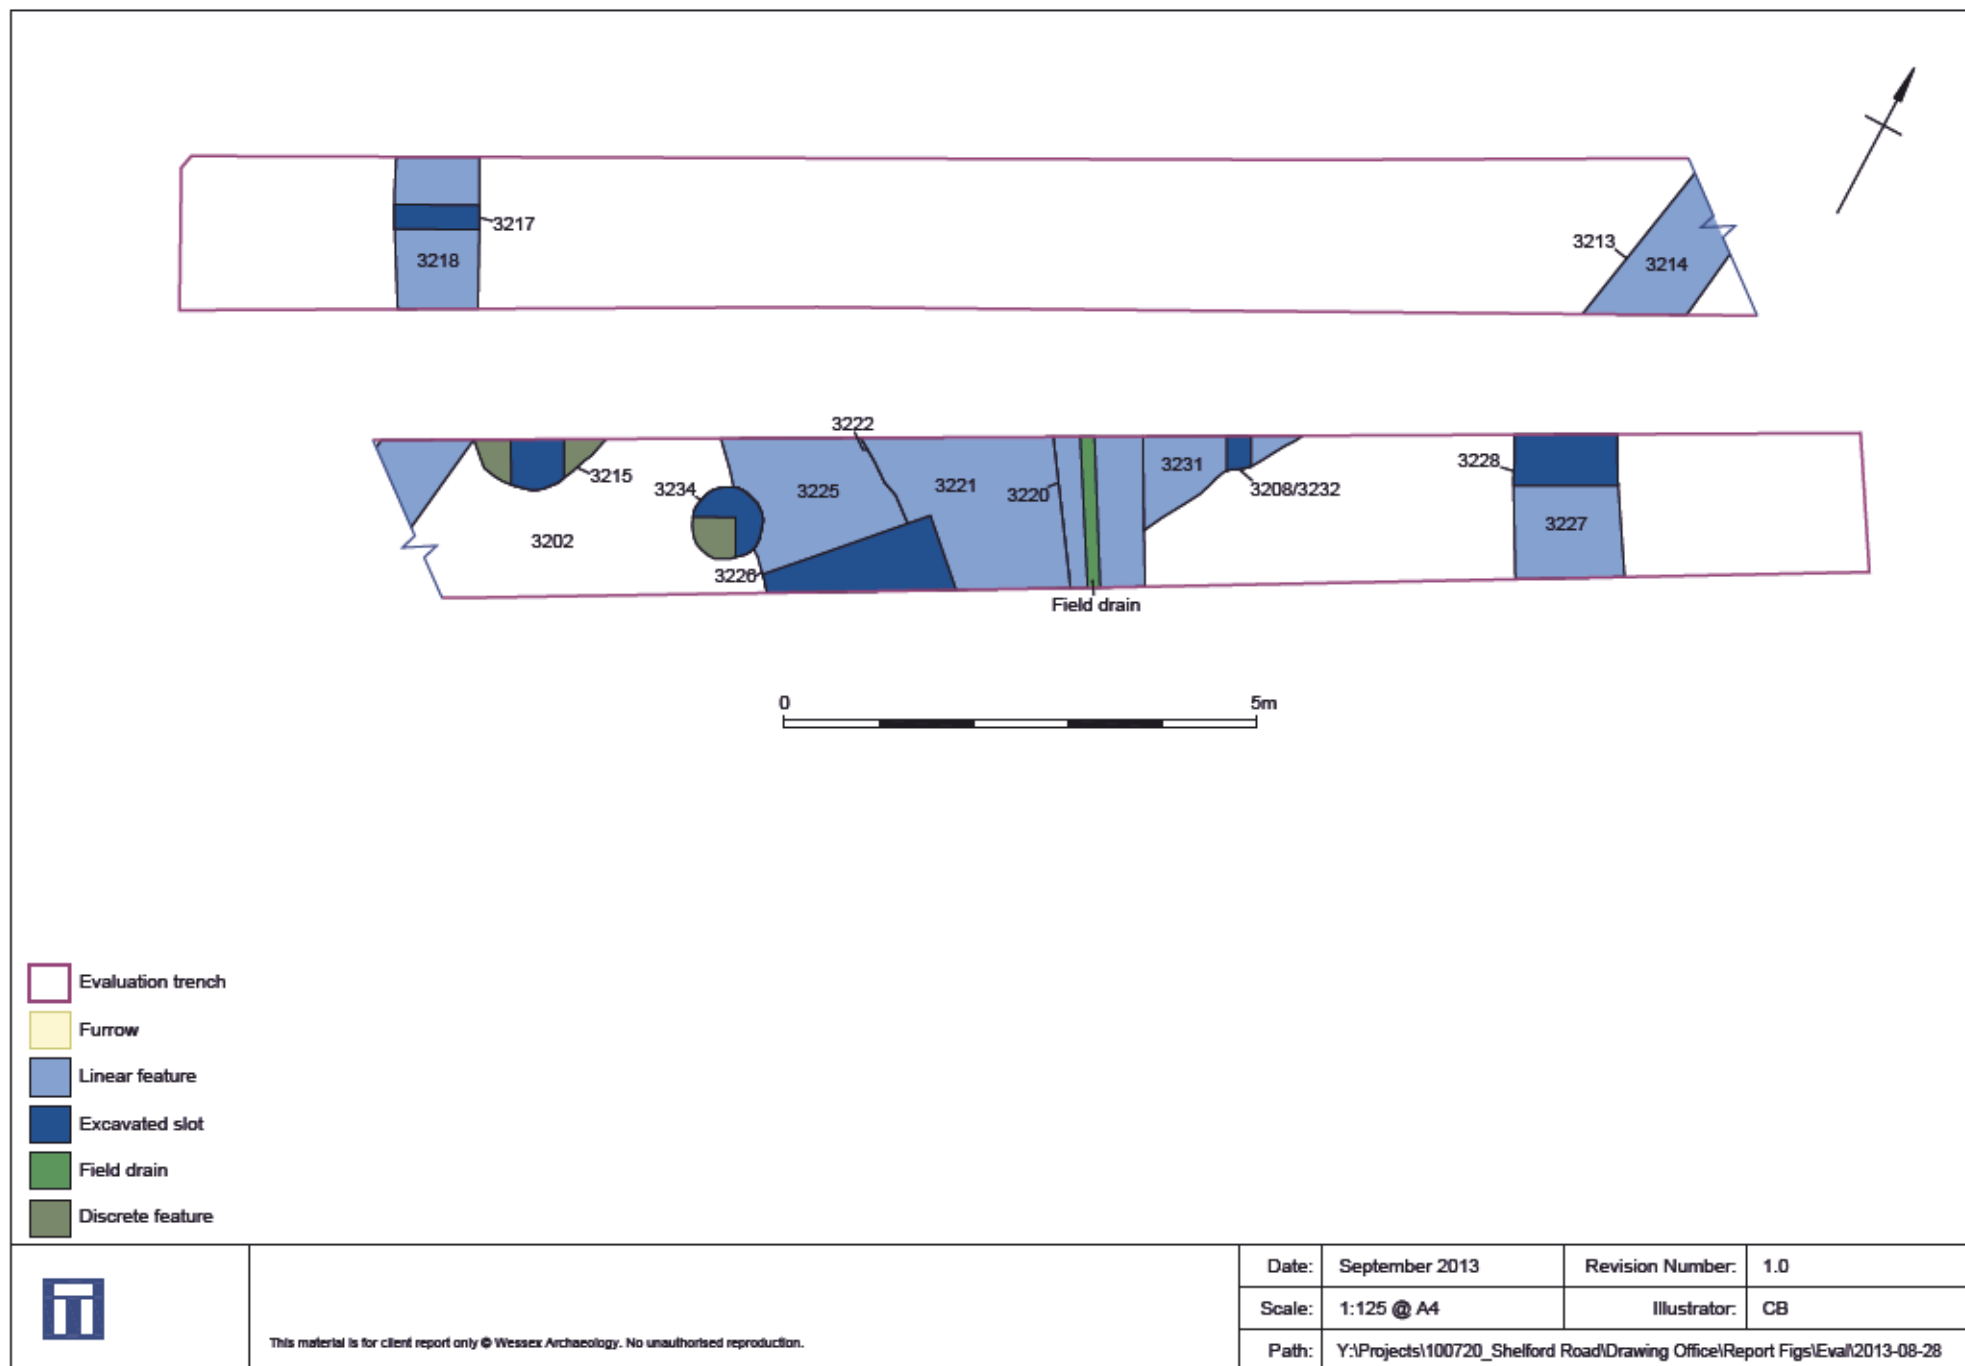 3217
3218
3213
3214
3222
3215
3234
3225
3221
3220
3231
3208/3232
3228
3227
3202
3226
Field drain
0 5m
Evaluation trench
Furrow
Linear feature
Excavated slot
Field drain
Discrete feature
Date: September 2013 Revision Number: 1.0
Scale: 1:125 @ A4 Illustrator: CB
This material is for client report only © Wessex Archaeology. No unauthorised reproduction.
Path: Y:\Projects\100720_Shelford Road\Drawing Office\Report Figs\Eval\2013-08-28